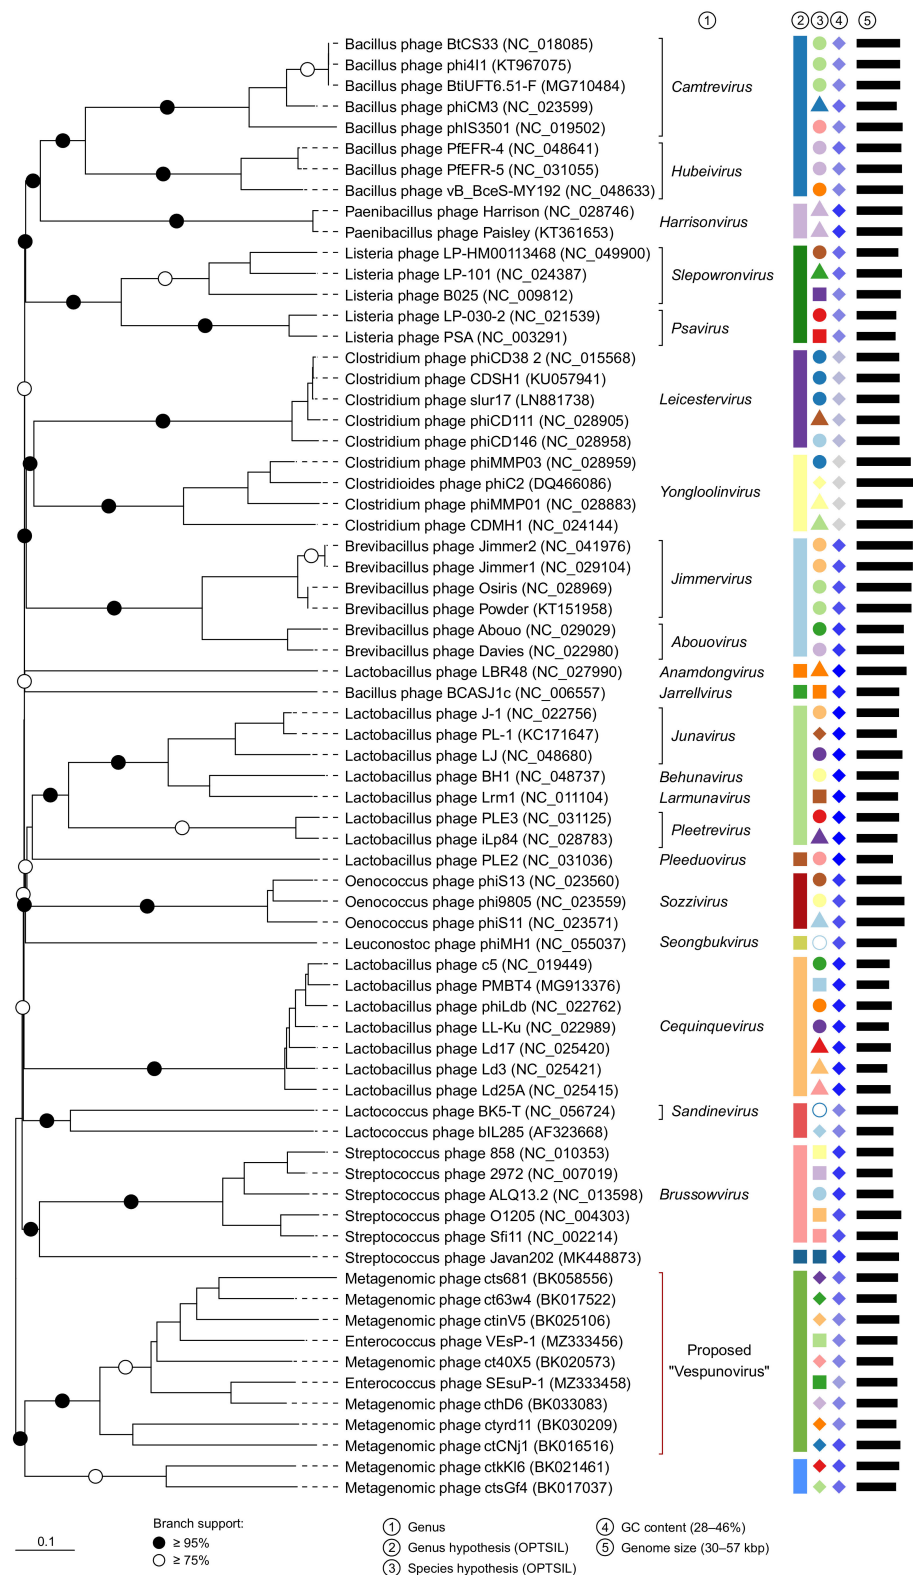 ① ② ③ ④ ⑤
Bacillus phage BtCS33 (NC_018085)
Bacillus phage phi4I1 (KT967075)
Bacillus phage BtiUFT6.51-F (MG710484)
Camtrevirus
Bacillus phage phiCM3 (NC_023599)
Bacillus phage phIS3501 (NC_019502)
Bacillus phage PfEFR-4 (NC_048641)
Bacillus phage PfEFR-5 (NC_031055)
Hubeivirus
Bacillus phage vB_BceS-MY192 (NC_048633)
Paenibacillus phage Harrison (NC_028746)
Harrisonvirus
Paenibacillus phage Paisley (KT361653)
Listeria phage LP-HM00113468 (NC_049900)
Listeria phage LP-101 (NC_024387)
Slepowronvirus
Listeria phage B025 (NC_009812)
Listeria phage LP-030-2 (NC_021539)
Psavirus
Listeria phage PSA (NC_003291)
Clostridium phage phiCD38 2 (NC_015568)
Clostridium phage CDSH1 (KU057941)
Clostridium phage slur17 (LN881738)
Leicestervirus
Clostridium phage phiCD111 (NC_028905)
Clostridium phage phiCD146 (NC_028958)
Clostridium phage phiMMP03 (NC_028959)
Clostridioides phage phiC2 (DQ466086)
Yongloolinvirus
Clostridium phage phiMMP01 (NC_028883)
Clostridium phage CDMH1 (NC_024144)
Brevibacillus phage Jimmer2 (NC_041976)
Brevibacillus phage Jimmer1 (NC_029104)
Jimmervirus
Brevibacillus phage Osiris (NC_028969)
Brevibacillus phage Powder (KT151958)
Brevibacillus phage Abouo (NC_029029)
Abouovirus
Brevibacillus phage Davies (NC_022980)
Lactobacillus phage LBR48 (NC_027990) Anamdongvirus
Bacillus phage BCASJ1c (NC_006557) Jarrellvirus
Lactobacillus phage J-1 (NC_022756)
Lactobacillus phage PL-1 (KC171647)
Junavirus
Lactobacillus phage LJ (NC_048680)
Lactobacillus phage BH1 (NC_048737) Behunavirus
Lactobacillus phage Lrm1 (NC_011104) Larmunavirus
Lactobacillus phage PLE3 (NC_031125)
Pleetrevirus
Lactobacillus phage iLp84 (NC_028783)
Lactobacillus phage PLE2 (NC_031036) Pleeduovirus
Oenococcus phage phiS13 (NC_023560)
Oenococcus phage phi9805 (NC_023559) Sozzivirus
Oenococcus phage phiS11 (NC_023571)
Leuconostoc phage phiMH1 (NC_055037) Seongbukvirus
Lactobacillus phage c5 (NC_019449)
Lactobacillus phage PMBT4 (MG913376)
Lactobacillus phage phiLdb (NC_022762)
Lactobacillus phage LL-Ku (NC_022989) Cequinquevirus
Lactobacillus phage Ld17 (NC_025420)
Lactobacillus phage Ld3 (NC_025421)
Lactobacillus phage Ld25A (NC_025415)
Lactococcus phage BK5-T (NC_056724) Sandinevirus
Lactococcus phage bIL285 (AF323668)
Streptococcus phage 858 (NC_010353)
Streptococcus phage 2972 (NC_007019)
Streptococcus phage ALQ13.2 (NC_013598) Brussowvirus
Streptococcus phage O1205 (NC_004303)
Streptococcus phage Sfi11 (NC_002214)
Streptococcus phage Javan202 (MK448873)
Metagenomic phage cts681 (BK058556)
Metagenomic phage ct63w4 (BK017522)
Metagenomic phage ctinV5 (BK025106)
Enterococcus phage VEsP-1 (MZ333456)
Proposed
Metagenomic phage ct40X5 (BK020573)
"Vespunovirus"
Enterococcus phage SEsuP-1 (MZ333458)
Metagenomic phage cthD6 (BK033083)
Metagenomic phage ctyrd11 (BK030209)
Metagenomic phage ctCNj1 (BK016516)
Metagenomic phage ctkKl6 (BK021461)
Metagenomic phage ctsGf4 (BK017037)
0.1
Branch support:
≥ 95%
≥ 75%
① Genus
② Genus hypothesis (OPTSIL)
③ Species hypothesis (OPTSIL)
④ GC content (28–46%)
⑤ Genome size (30–57 kbp)